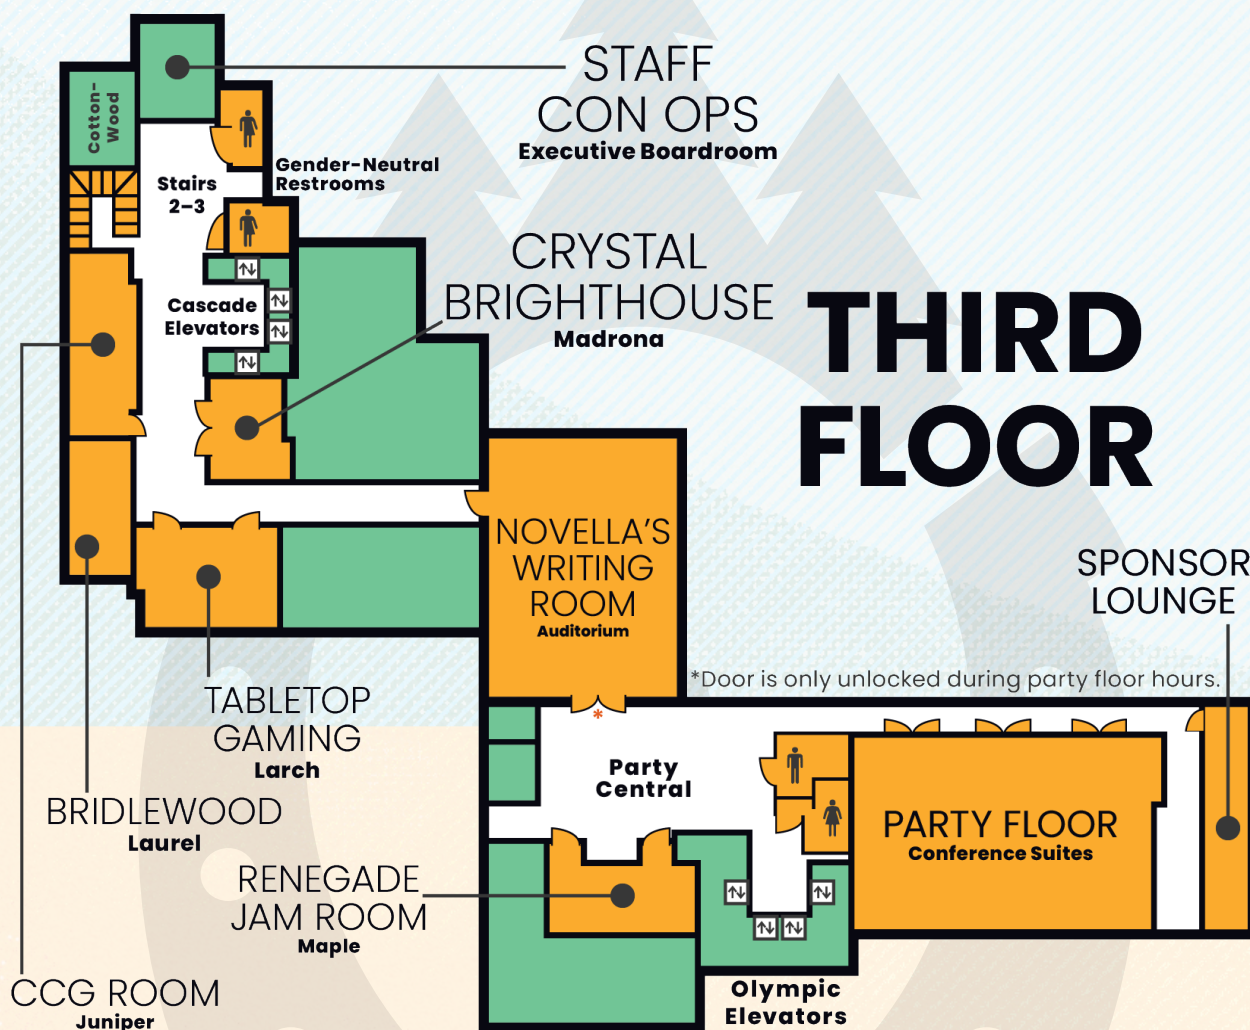 STAFF
CON OPS
Executive Boardroom
Cotton-
Wood
Gender-Neutral
Restrooms
Stairs
2–3
CRYSTAL
BRIGHTHOUSE
Madrona
Cascade
Elevators
THIRD
FLOOR
NOVELLA’S
WRITING
ROOM
Auditorium
SPONSOR
LOUNGE
*Door is only unlocked during party floor hours.
*
TABLETOP
GAMING
Larch
Party
Central
BRIDLEWOOD
Laurel
PARTY FLOOR
Conference Suites
RENEGADE
JAM ROOM
Maple
CCG ROOM
Juniper
Olympic
Elevators